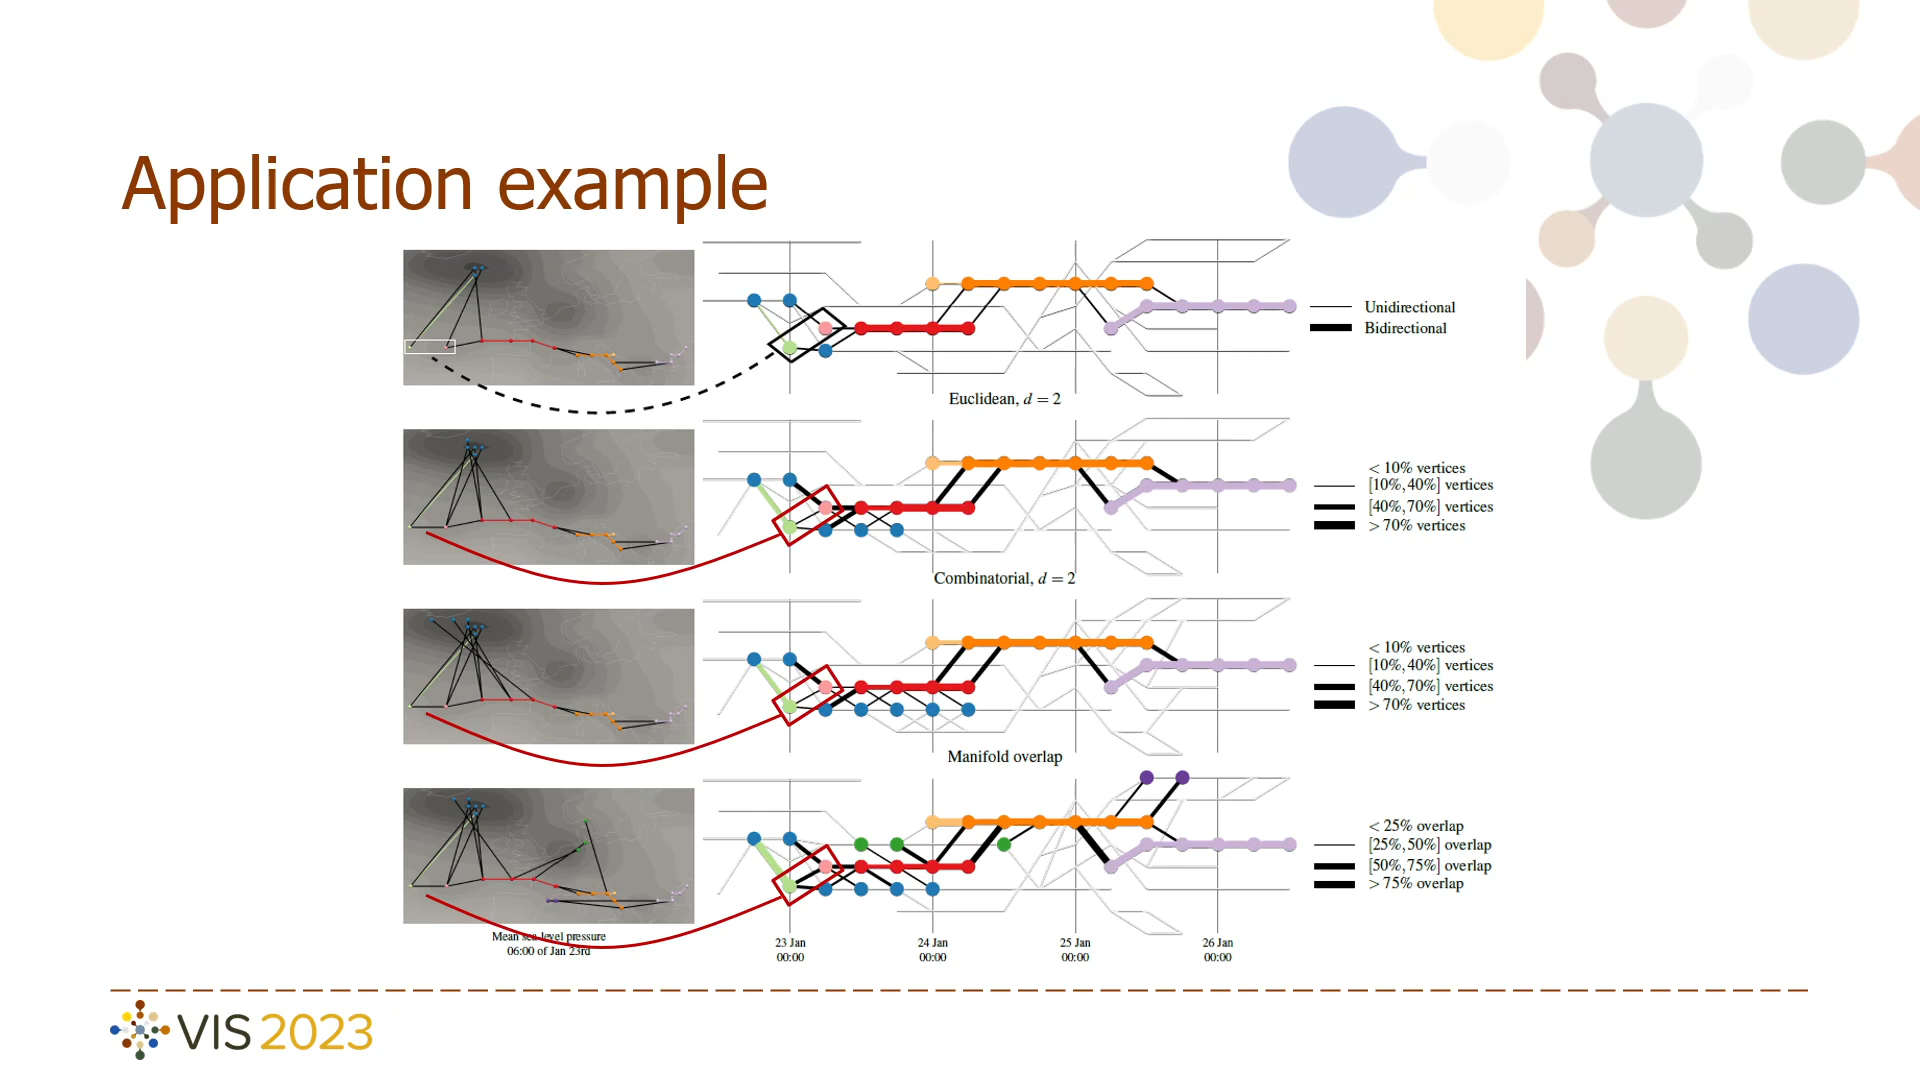 Application example
Unidirectional
Bidirectional
Euclidean, d = 2
< 10% vertices
[10%, 40%] vertices
[40%, 70%] vertices
> 70% vertices
Combinatorial, d = 2
< 10% vertices
[10%, 40%] vertices
[40%, 70%] vertices
> 70% vertices
Manifold overlap
< 25% overlap
[25%, 50%] overlap
[50%, 75%] overlap
> 75% overlap
Mean sea level pressure
06:00 of Jan 23rd
23 Jan
00:00
24 Jan
00:00
25 Jan
00:00
26 Jan
00:00
VIS 2023